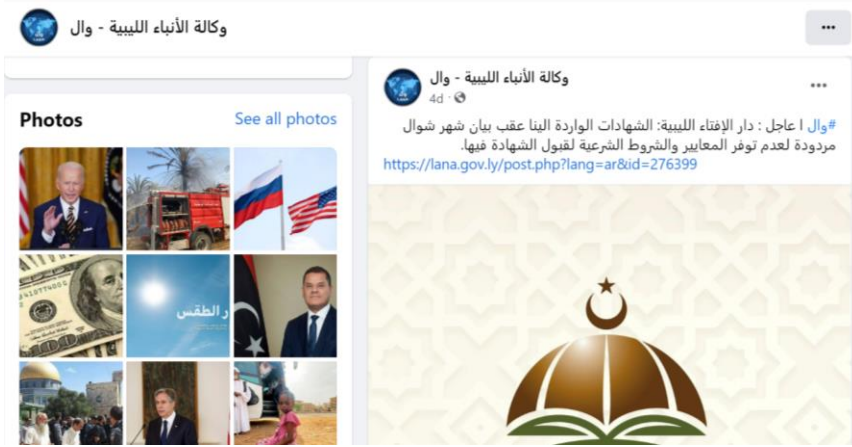 وكالة الأنباء الليبية - وال
Photos
See all photos
وكالة الأنباء الليبية - وال
4d
#وال ا عاجل : دار الإفتاء الليبية: الشهادات الواردة الينا عقب بيان شهر شوال
مردودة لعدم توفر المعايير والشروط الشرعية لقبول الشهادة فيها.
https://lana.gov.ly/post.php?lang=ar&id=276399
ر الطقس
100